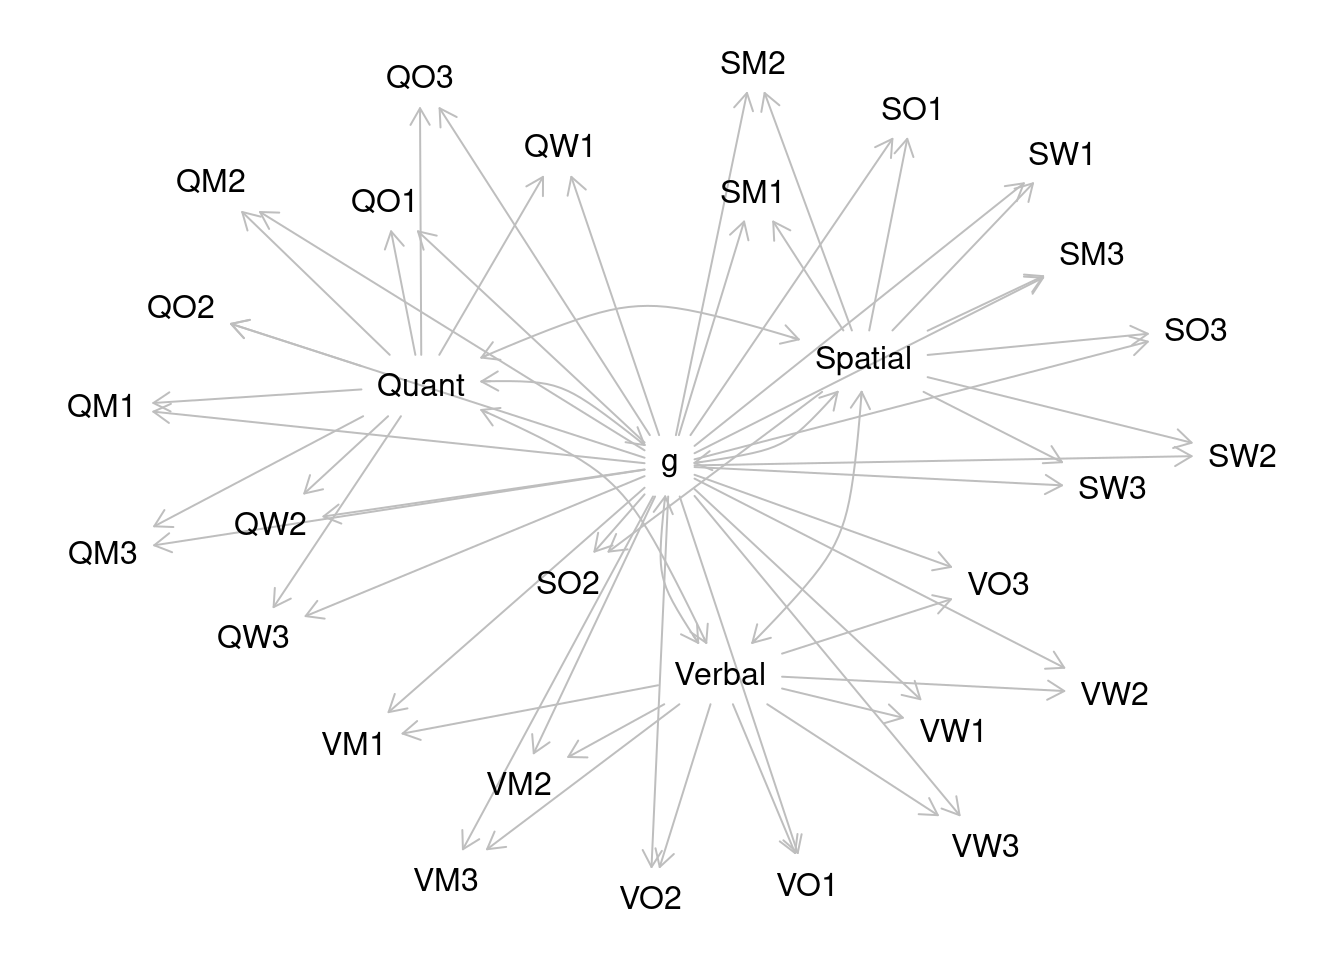 SM2
QO3
SO1
QW1
SW1
QM2
SM1
QO1
SM3
QO2
SO3
Spatial
Quant
QM1
SW2
g
SW3
QW2
QM3
SO2
VO3
QW3
Verbal
VW2
VW1
VM1
VM2
VW3
VM3
VO1
VO2